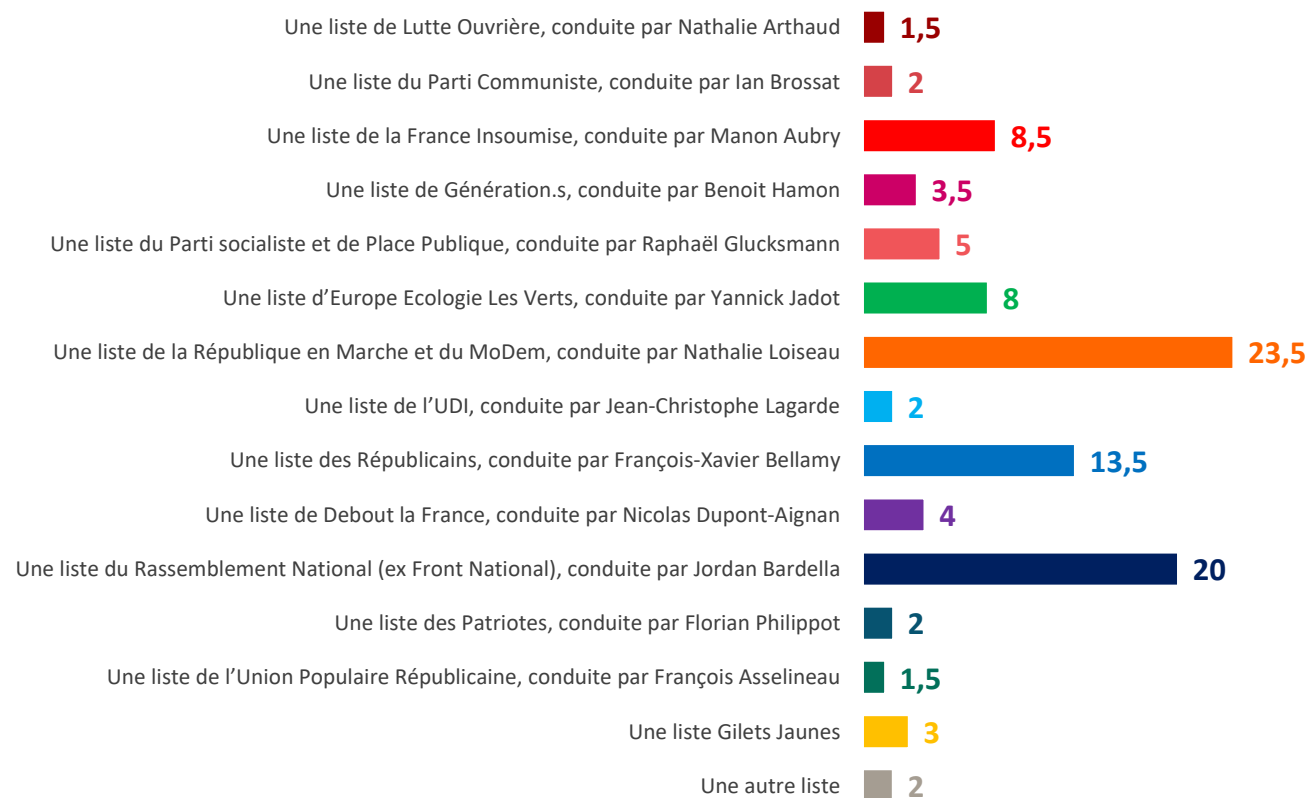 Une liste de Lutte Ouvrière, conduite par Nathalie Arthaud 1,5
Une liste du Parti Communiste, conduite par Ian Brossat 2
Une liste de la France Insoumise, conduite par Manon Aubry 8,5
Une liste de Génération.s, conduite par Benoit Hamon 3,5
Une liste du Parti socialiste et de Place Publique, conduite par Raphaël Glucksmann 5
Une liste d’Europe Ecologie Les Verts, conduite par Yannick Jadot 8
Une liste de la République en Marche et du MoDem, conduite par Nathalie Loiseau 23,5
Une liste de l’UDI, conduite par Jean-Christophe Lagarde 2
Une liste des Républicains, conduite par François-Xavier Bellamy 13,5
Une liste de Debout la France, conduite par Nicolas Dupont-Aignan 4
Une liste du Rassemblement National (ex Front National), conduite par Jordan Bardella 20
Une liste des Patriotes, conduite par Florian Philippot 2
Une liste de l’Union Populaire Républicaine, conduite par François Asselineau 1,5
Une liste Gilets Jaunes 3
Une autre liste 2